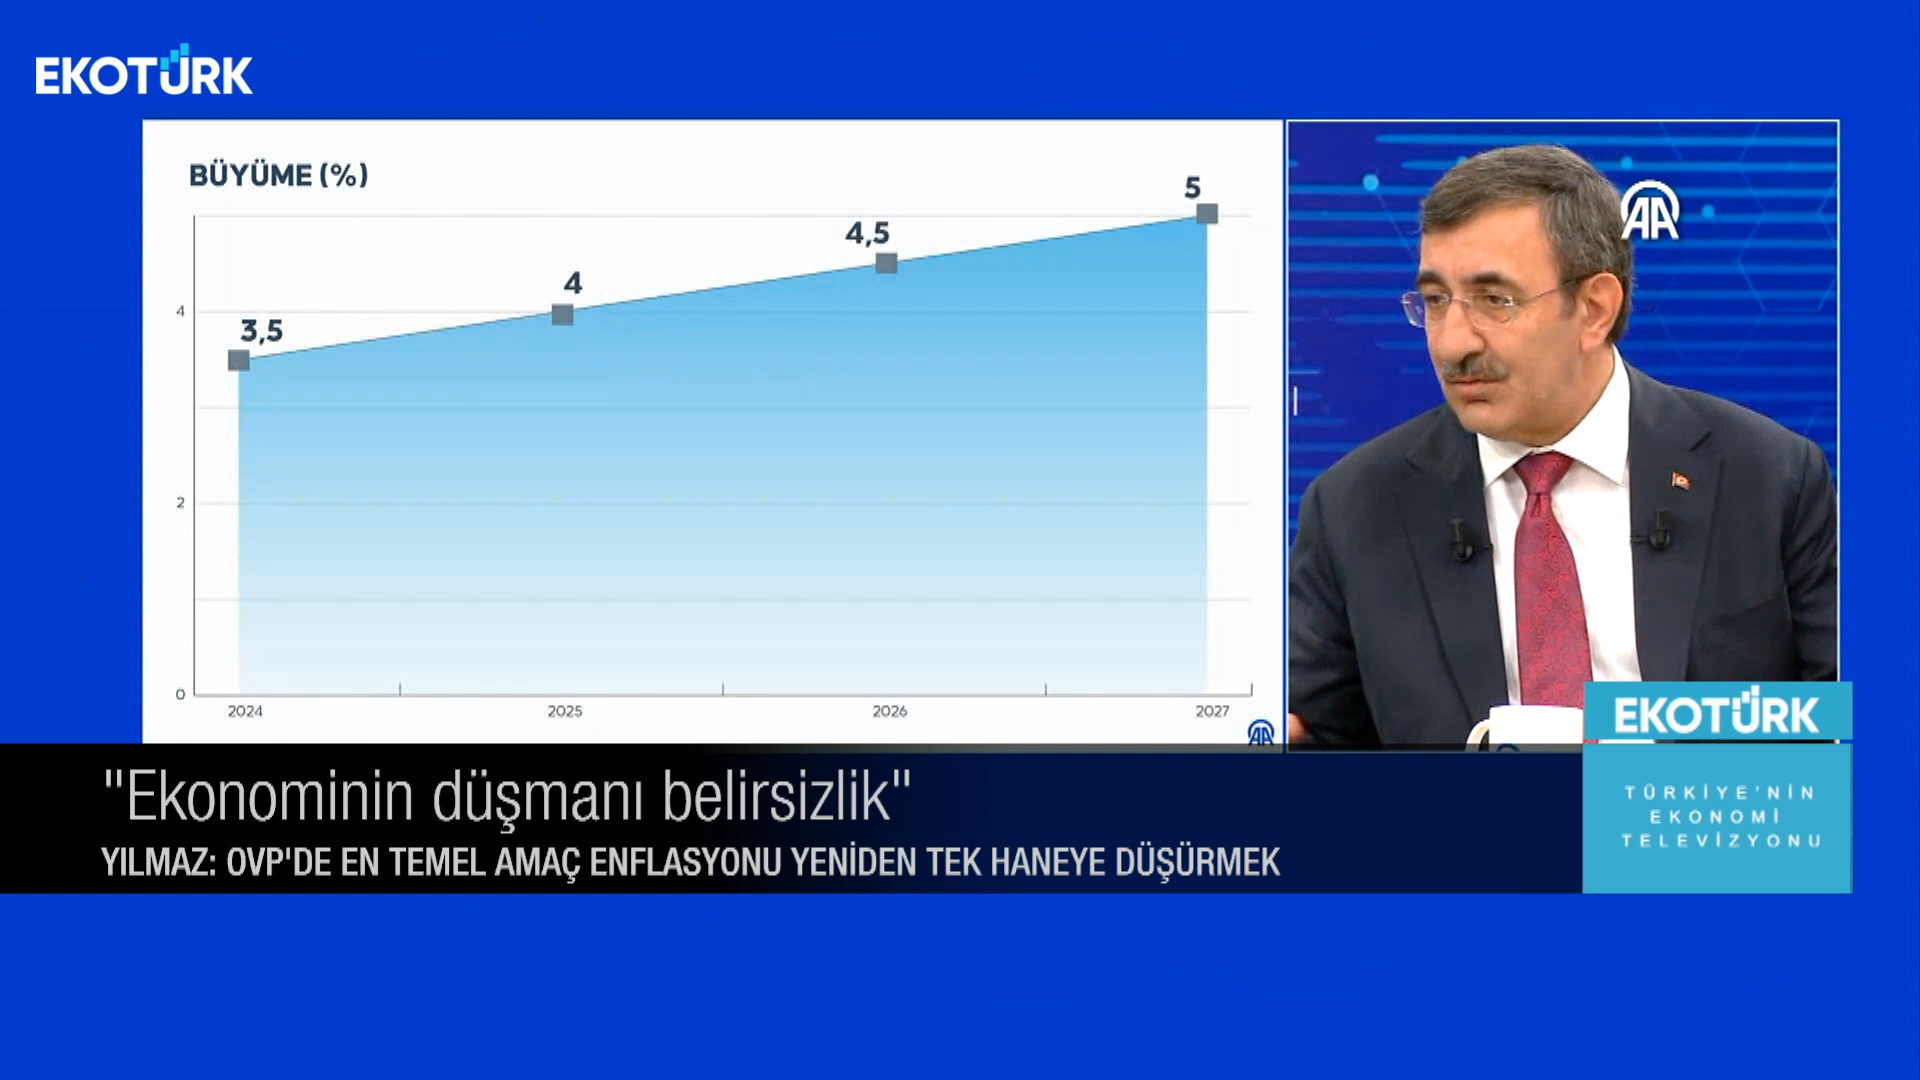 EKOTÜRK
BÜYÜME (%)
3,5
4
4,5
5
4
2
0
2024
2025
2026
2027
AA
AA
"Ekonominin düşmanı belirsizlik"
YILMAZ: OVP'DE EN TEMEL AMAÇ ENFLASYONU YENİDEN TEK HANEYE DÜŞÜRMEK
EKOTÜRK
TÜRKİYE'NİN
EKONOMİ
TELEVİZYONU